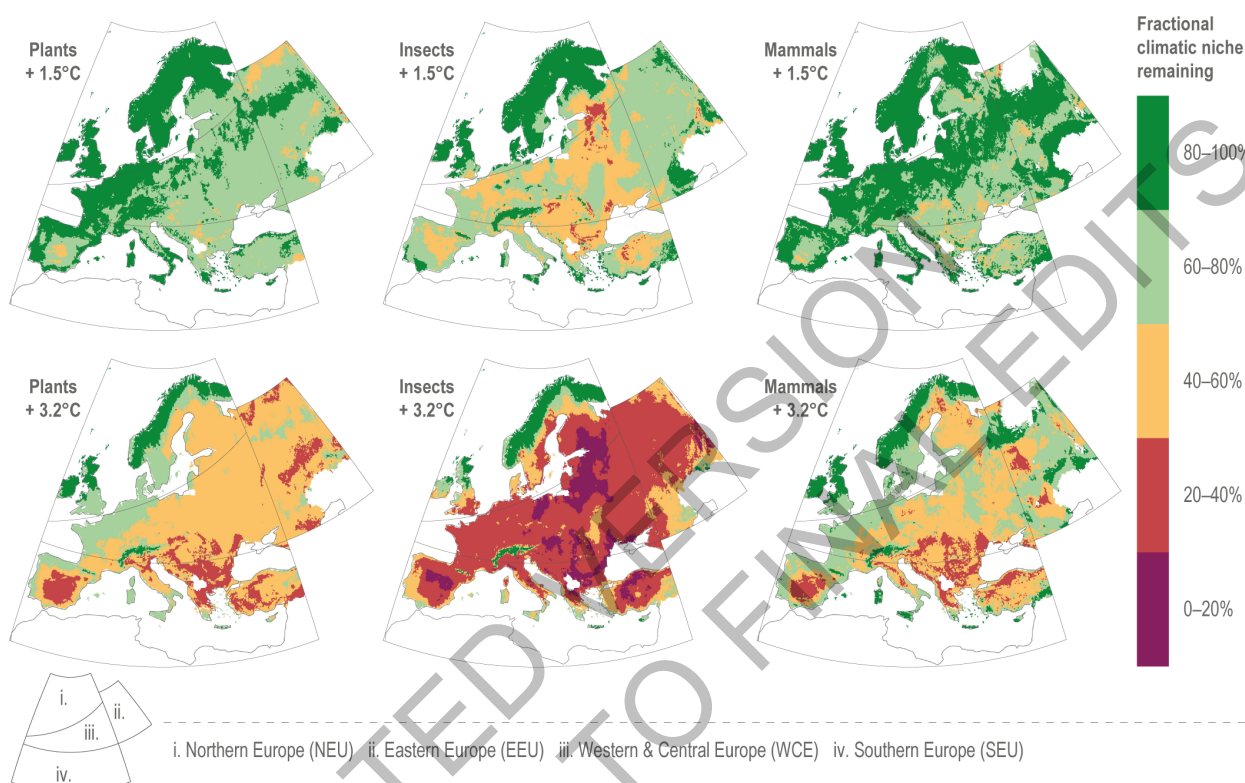 Plants
+ 1.5°C
Insects
+ 1.5°C
Mammals
+ 1.5°C
Fractional
climatic niche
remaining
80–100%
60–80%
40–60%
20–40%
0–20%
Plants
+ 3.2°C
Insects
+ 3.2°C
Mammals
+ 3.2°C
TED VERSION
TO FINAL EDITS
i.
ii.
iii.
iv.
i. Northern Europe (NEU) ii. Eastern Europe (EEU) iii. Western & Central Europe (WCE) iv. Southern Europe (SEU)